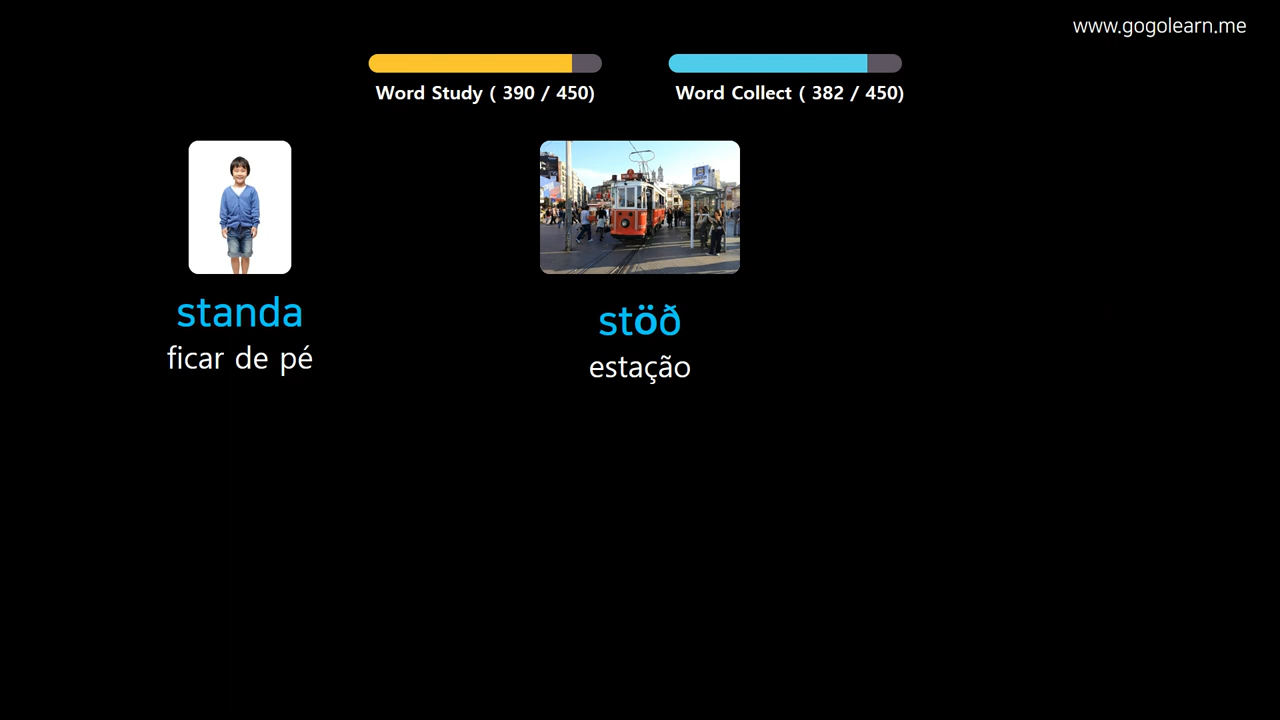 www.gogolearn.me
Word Study ( 390 / 450)
Word Collect ( 382 / 450)
standa
ficar de pé
stöð
estação